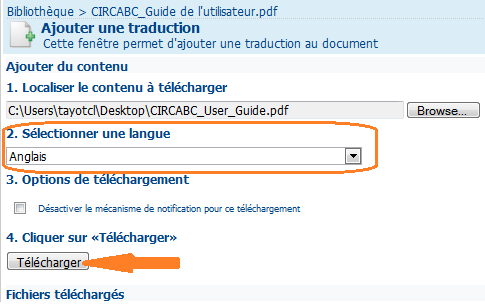 Bibliothèque > CIRCABC_Guide de l'utilisateur.pdf
Ajouter une traduction
Cette fenêtre permet d'ajouter une traduction au document
Ajouter du contenu
1. Localiser le contenu à télécharger
C:\Users\tayotcl\Desktop\CIRCABC_User_Guide.pdf Browse...
2. Sélectionner une langue
Anglais
3. Options de téléchargement
Désactiver le mécanisme de notification pour ce téléchargement
4. Cliquer sur «Télécharger»
Télécharger
Fichiers téléchargés